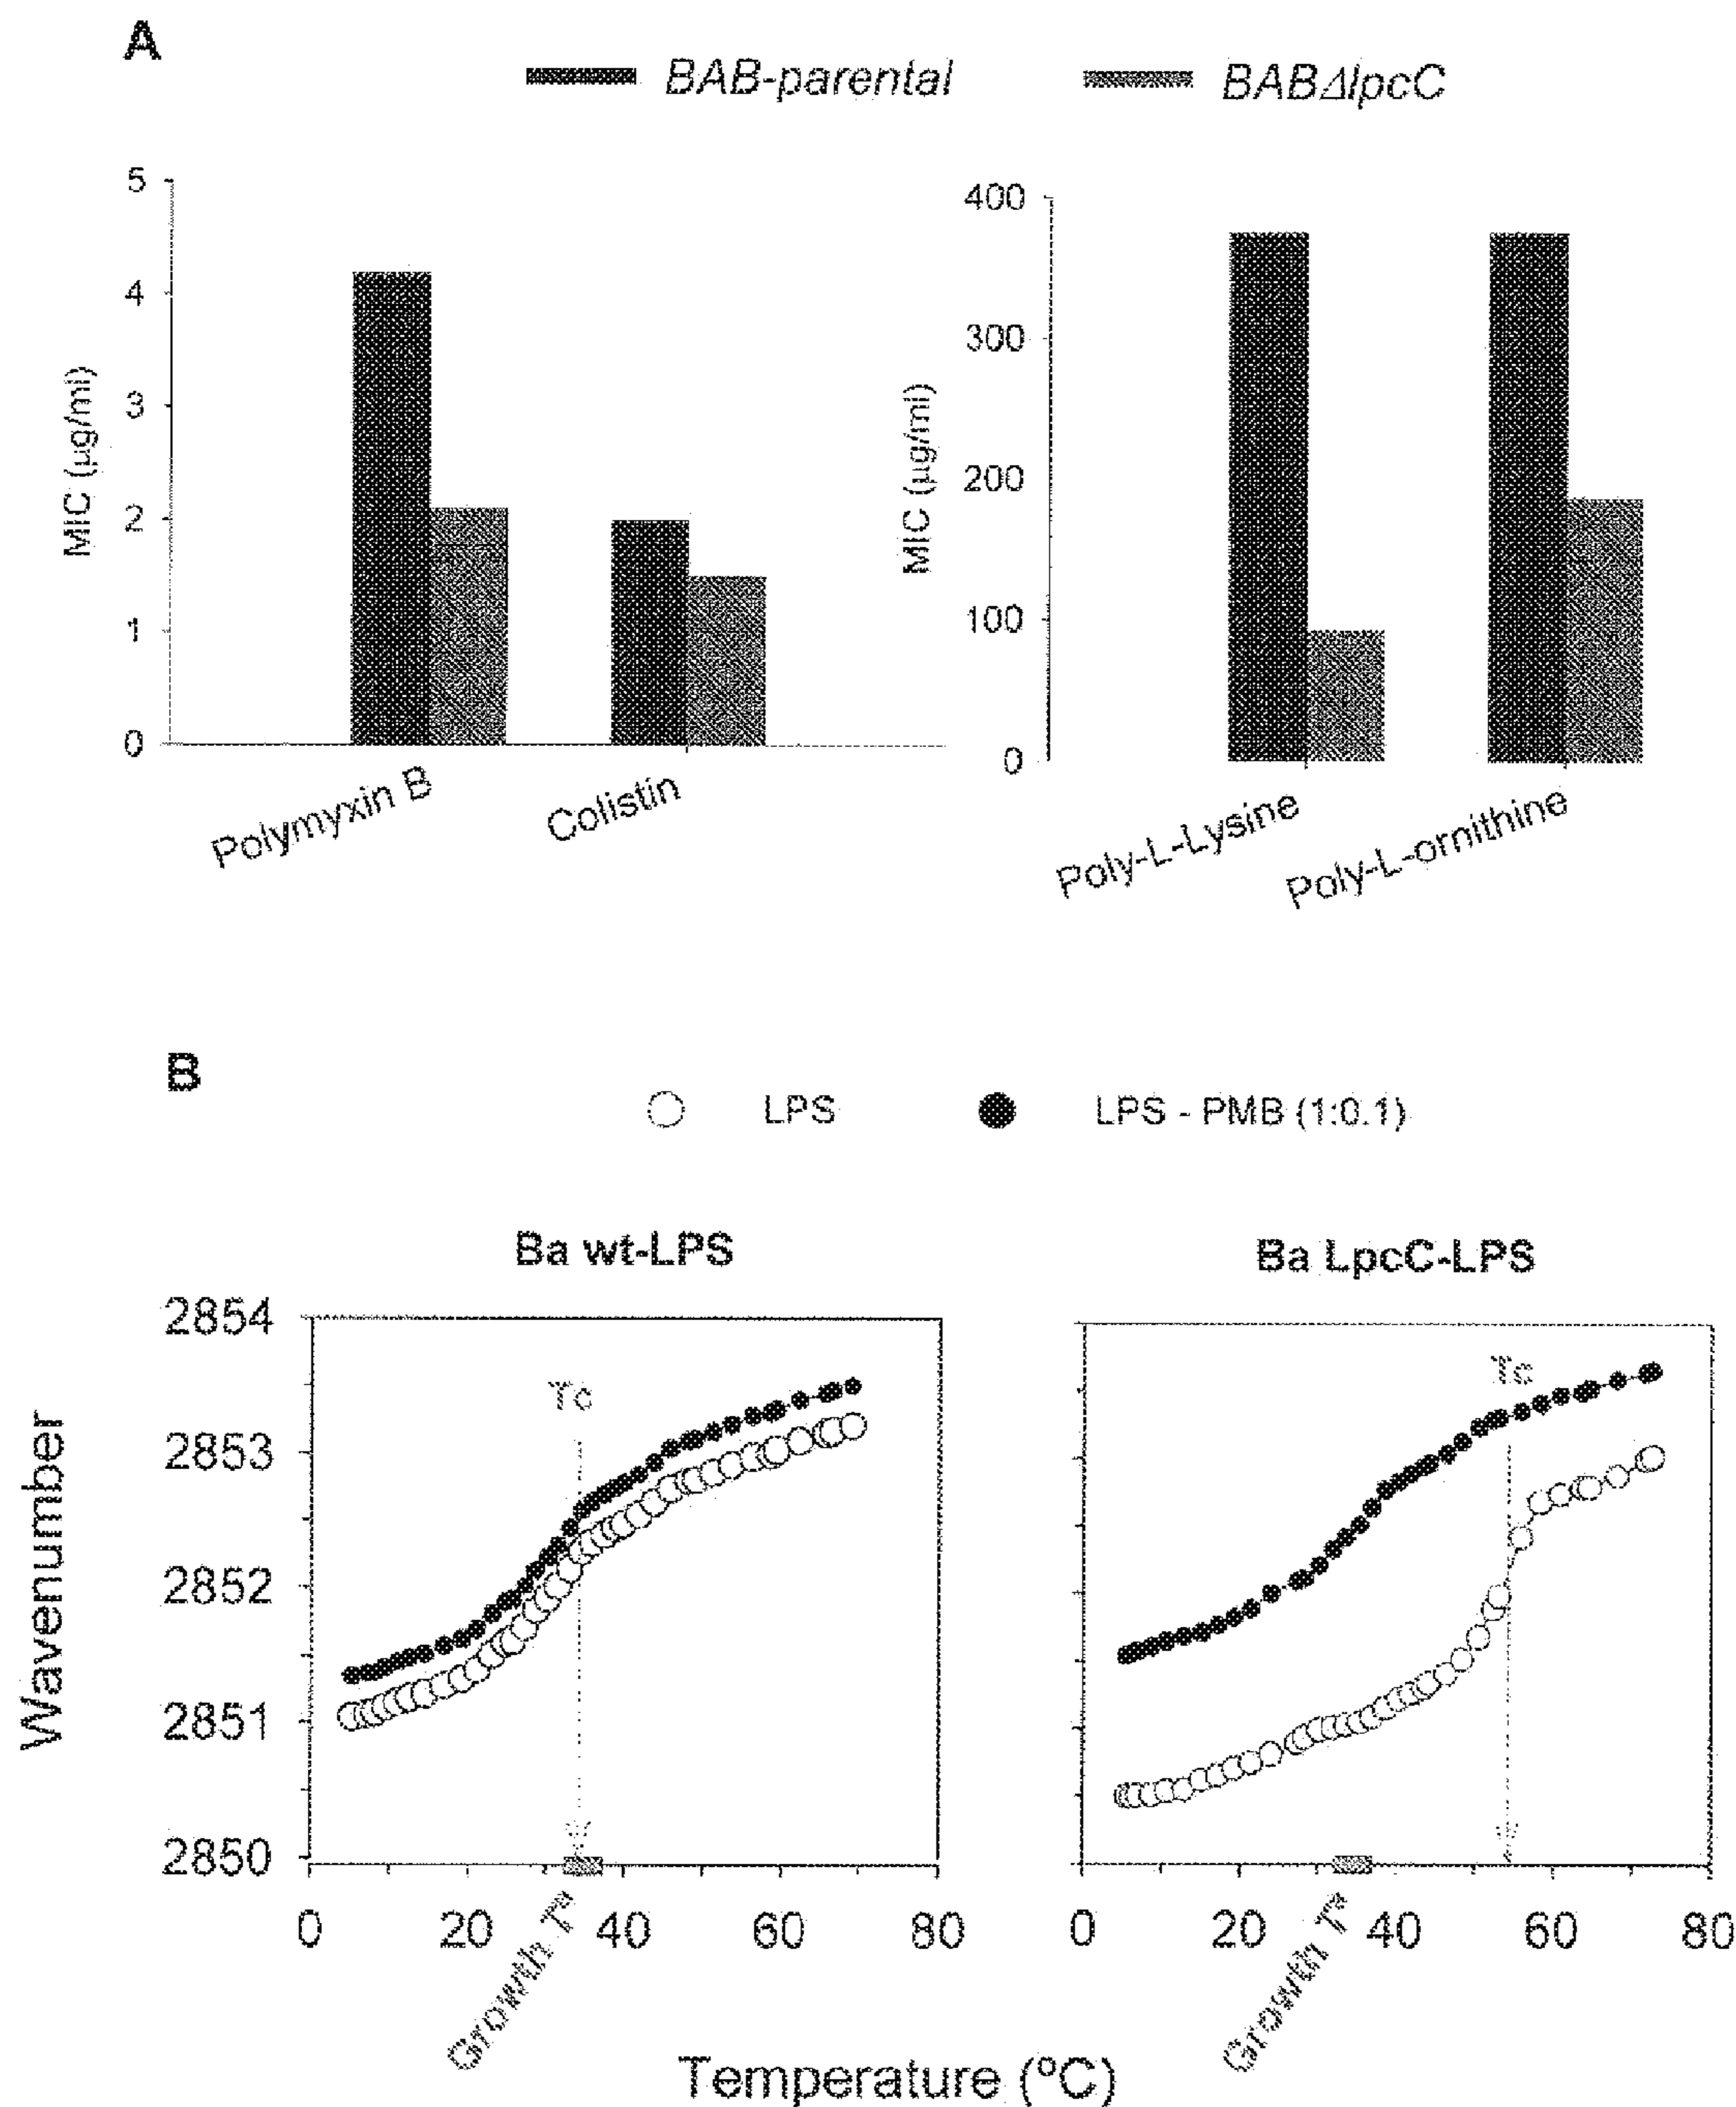 A
BAB-parental BABΔlpcC
5
4
3
2
1
0
MIC (µg/ml)
Polymyxin B Colistin
400
300
200
100
0
MIC (µg/ml)
Poly-L-Lysine Poly-L-ornithine
B
LPS LPS - PMB (1:0.1)
Ba wt-LPS Ba LpcC-LPS
2854
2853
2852
2851
2850
Wavenumber
Tc Tc
0 20 40 60 80 0 20 40 60 80
Growth Tª Growth Tª
Temperature (ºC)